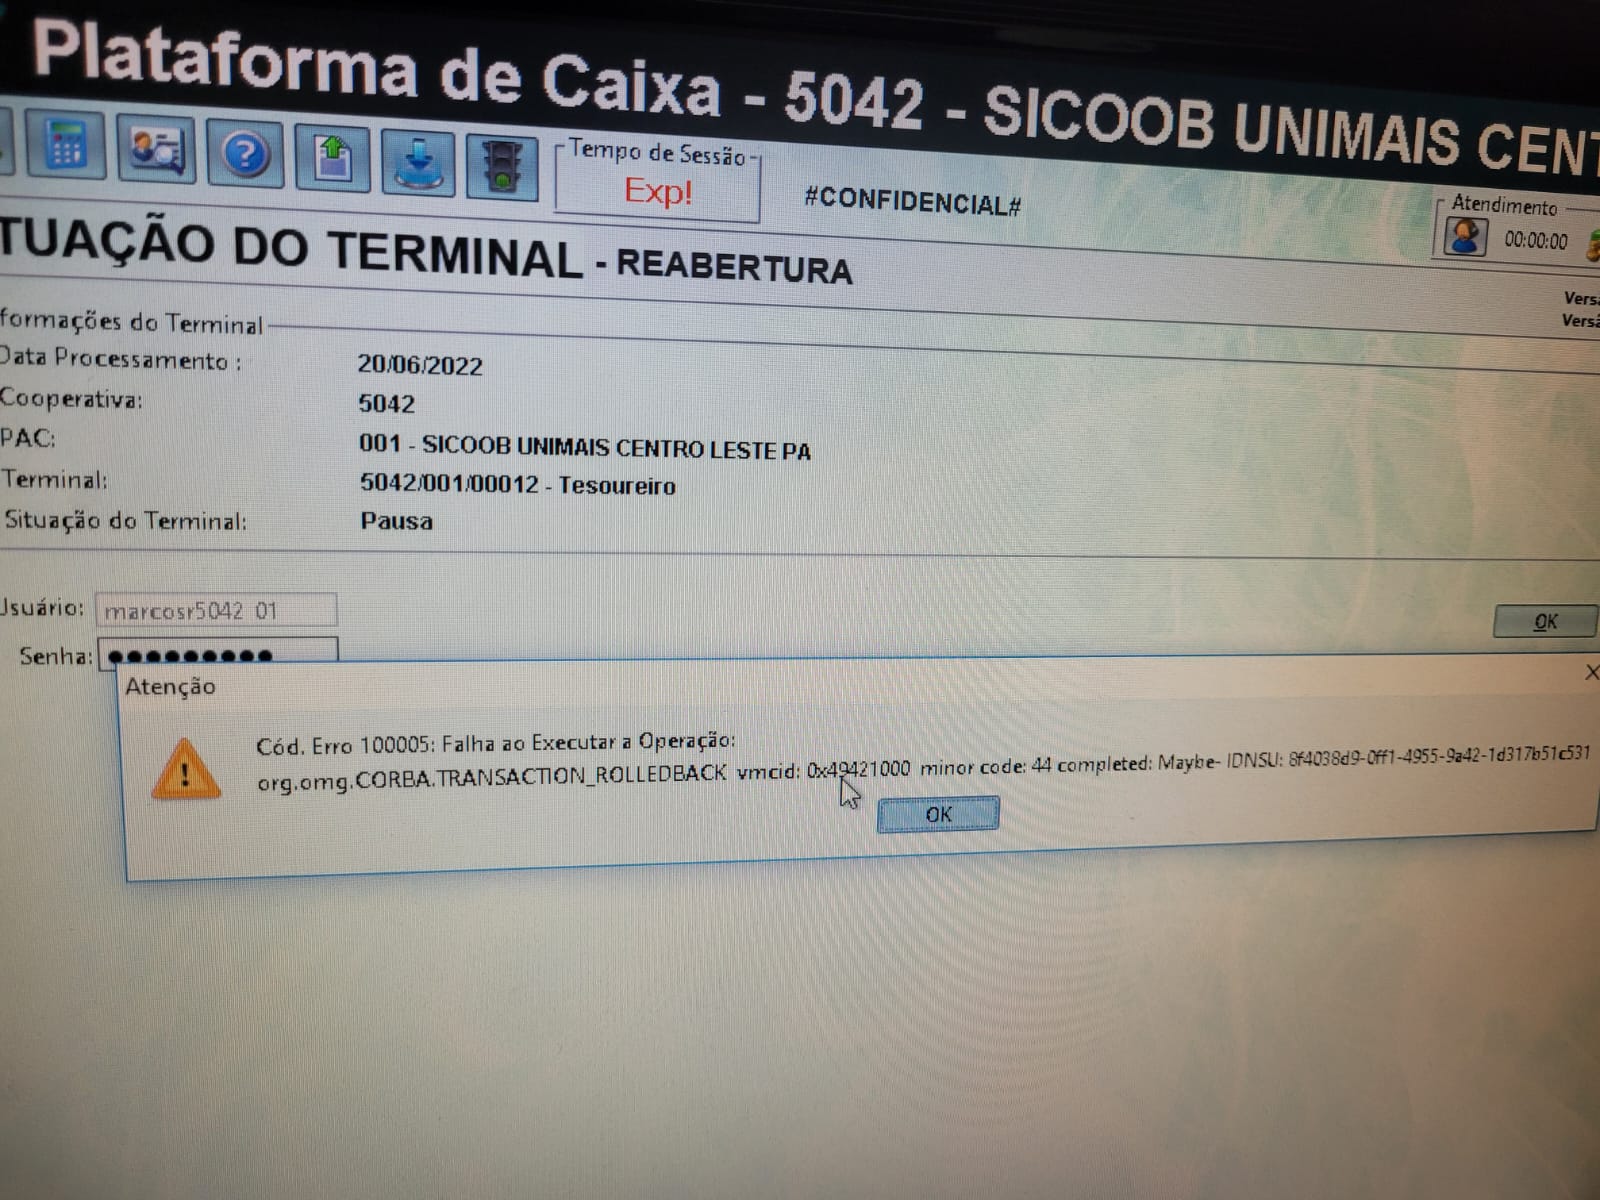 Plataforma de Caixa - 5042 - SICOOB UNIMAIS CENT
Tempo de Sessão
Exp!
#CONFIDENCIAL#
Atendimento
00:00:00
TUAÇÃO DO TERMINAL - REABERTURA
Versã
Versã
formações do Terminal
Data Processamento : 20/06/2022
Cooperativa: 5042
PAC: 001 - SICOOB UNIMAIS CENTRO LESTE PA
Terminal: 5042/001/00012 - Tesoureiro
Situação do Terminal: Pausa
Usuário: marcosr5042_01
OK
Senha: ●●●●●●●●●
Atenção
X
Cód. Erro 100005: Falha ao Executar a Operação:
org.omg.CORBA.TRANSACTION_ROLLEDBACK vmcid: 0x49421000 minor code: 44 completed: Maybe- IDNSU: 8f4038d9-0ff1-4955-9a42-1d317b51c531
OK